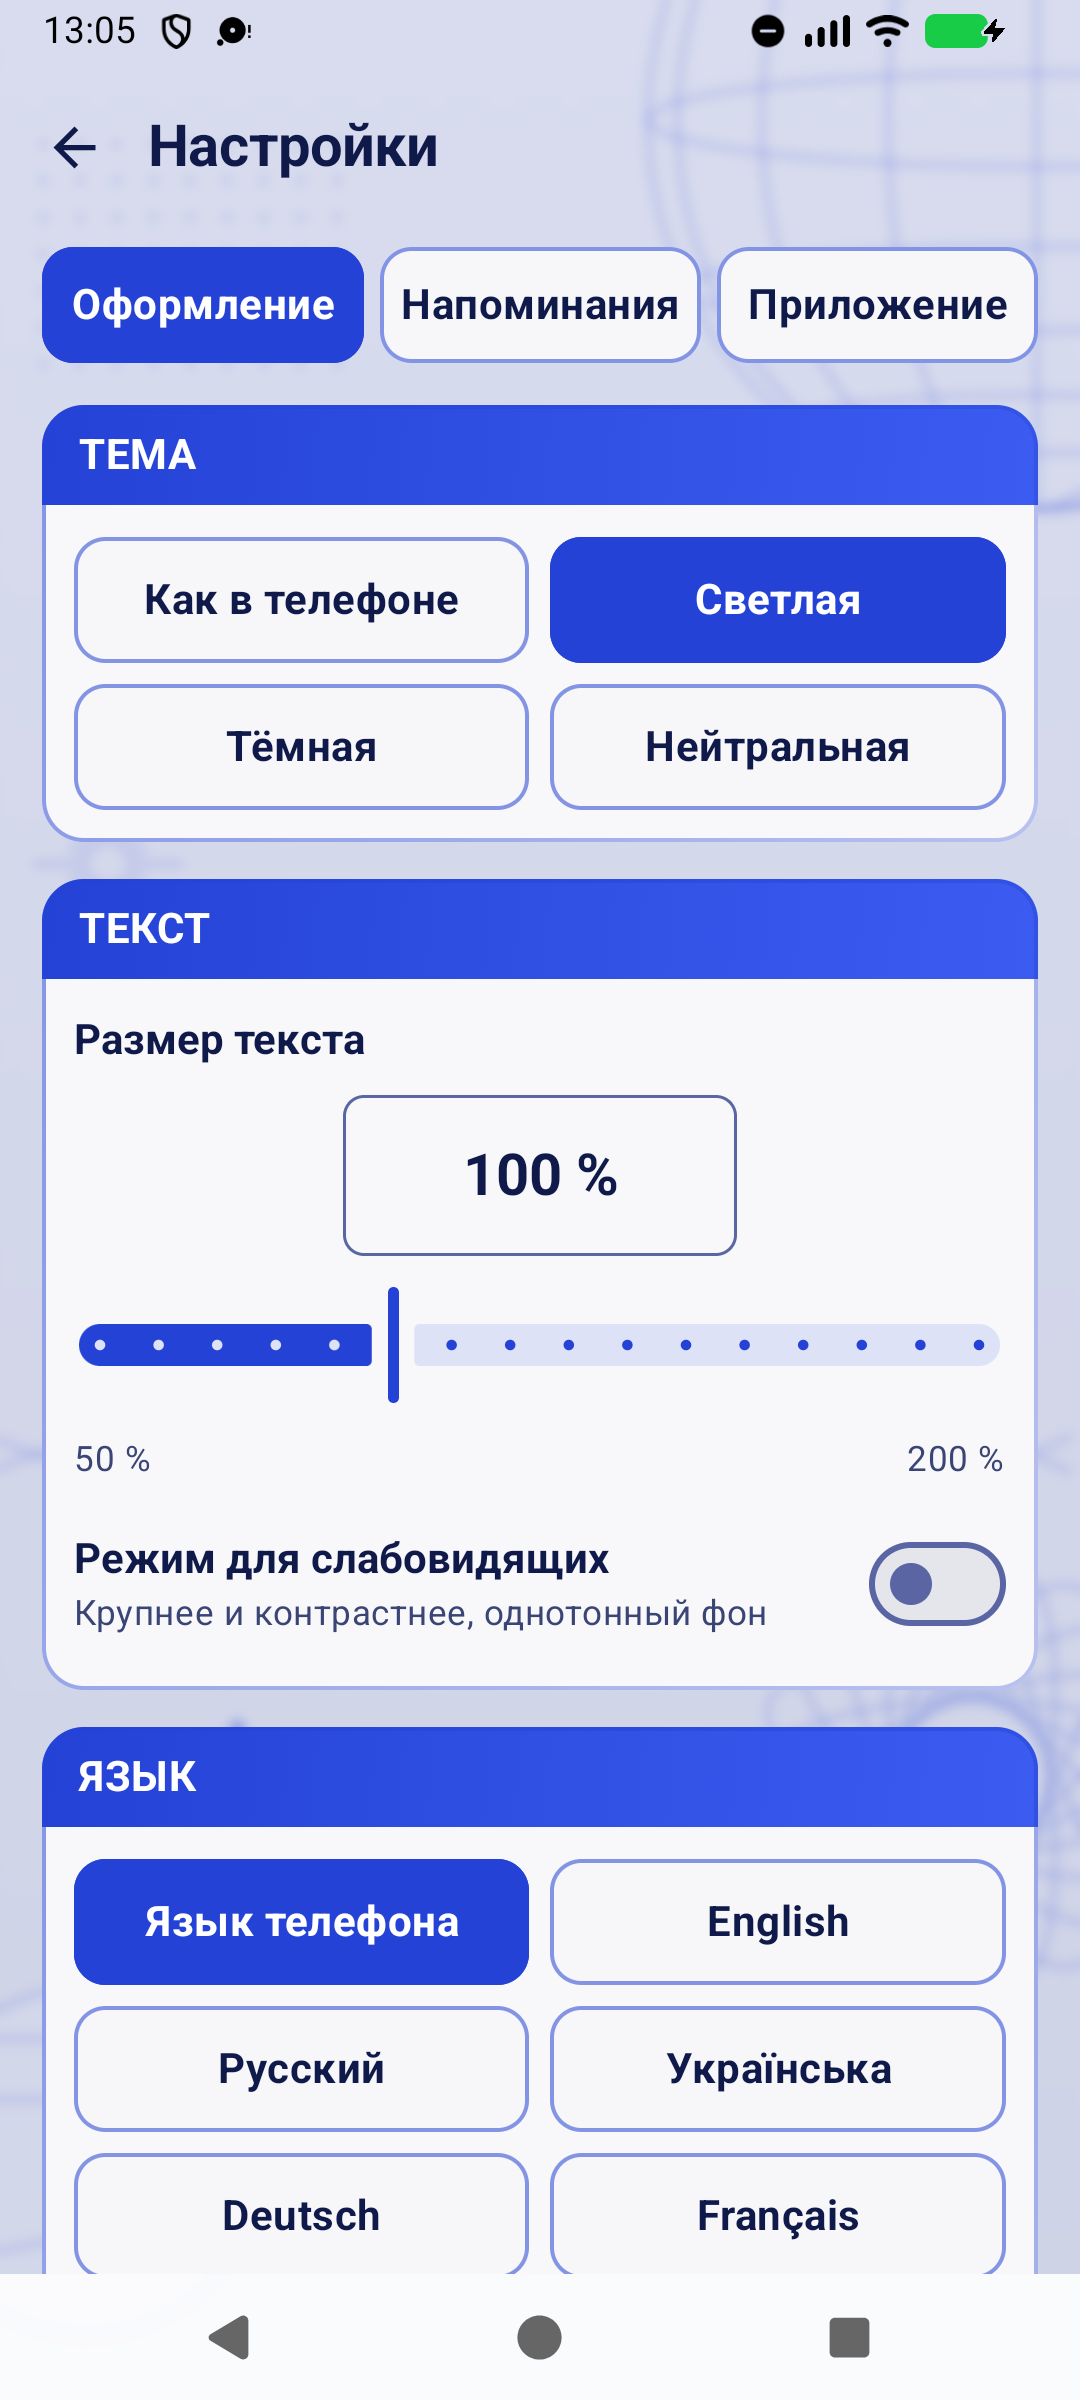 13:05
Настройки
Оформление
Напоминания
Приложение
ТЕМА
Как в телефоне
Светлая
Тёмная
Нейтральная
ТЕКСТ
Размер текста
100 %
50 %
200 %
Режим для слабовидящих
Крупнее и контрастнее, однотонный фон
ЯЗЫК
Язык телефона
English
Русский
Українська
Deutsch
Français